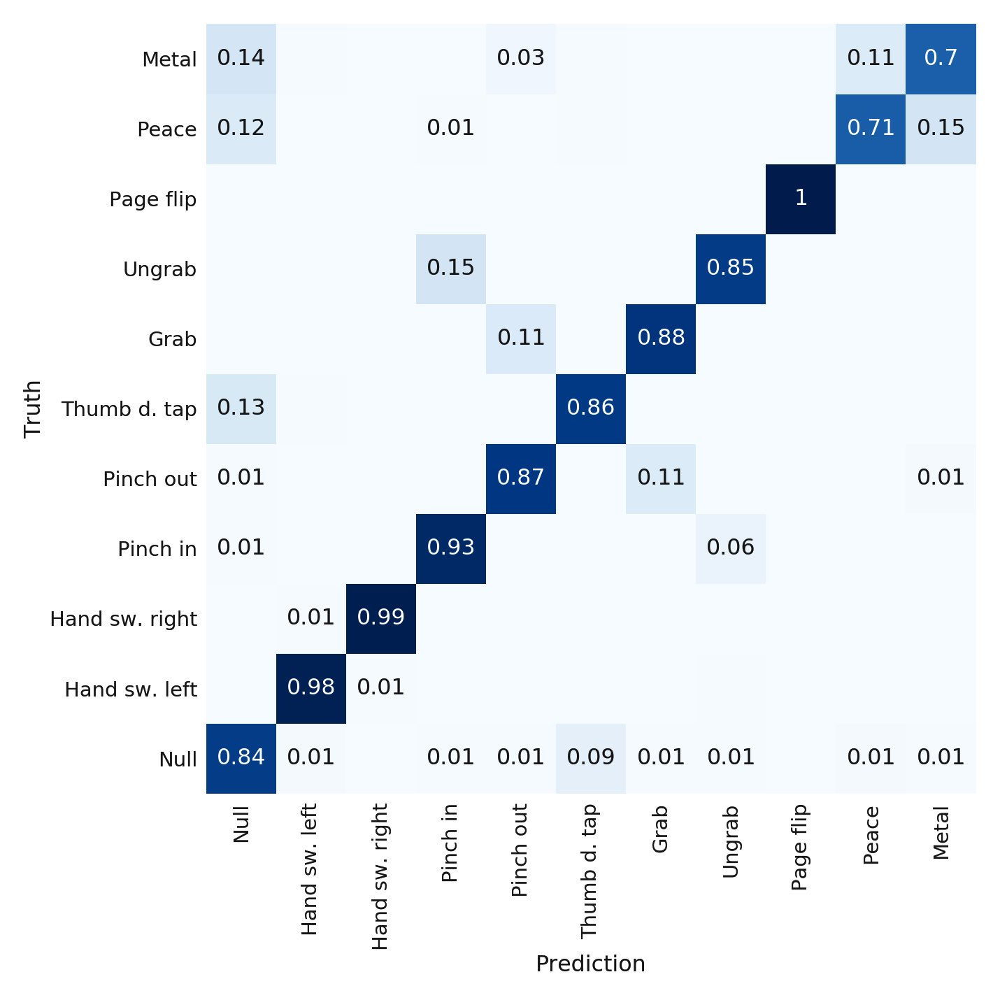 Metal 0.14 0.03 0.11 0.7
Peace 0.12 0.01 0.71 0.15
Page flip 1
Ungrab 0.15 0.85
Grab 0.11 0.88
Truth
Thumb d. tap 0.13 0.86
Pinch out 0.01 0.87 0.11 0.01
Pinch in 0.01 0.93 0.06
Hand sw. right 0.01 0.99
Hand sw. left 0.98 0.01
Null 0.84 0.01 0.01 0.01 0.09 0.01 0.01 0.01 0.01
Null
Hand sw. left
Hand sw. right
Pinch in
Pinch out
Thumb d. tap
Grab
Ungrab
Page flip
Peace
Metal
Prediction